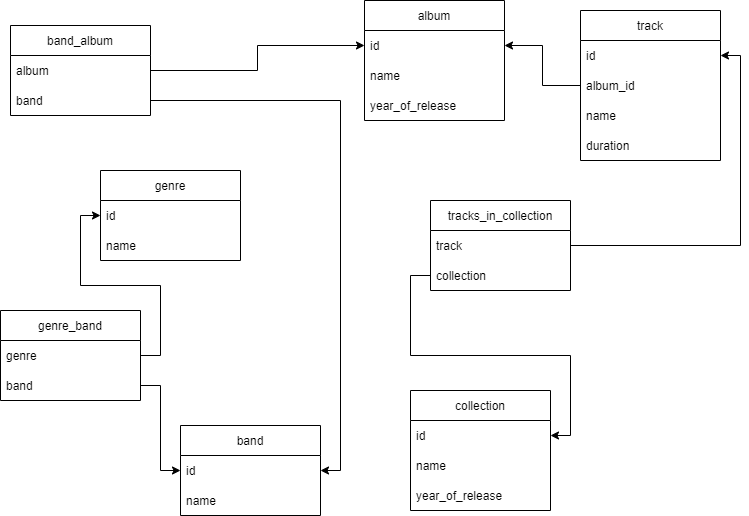 band_album
album
band
album
id
name
year_of_release
track
id
album_id
name
duration
genre
id
name
tracks_in_collection
track
collection
genre_band
genre
band
band
id
name
collection
id
name
year_of_release